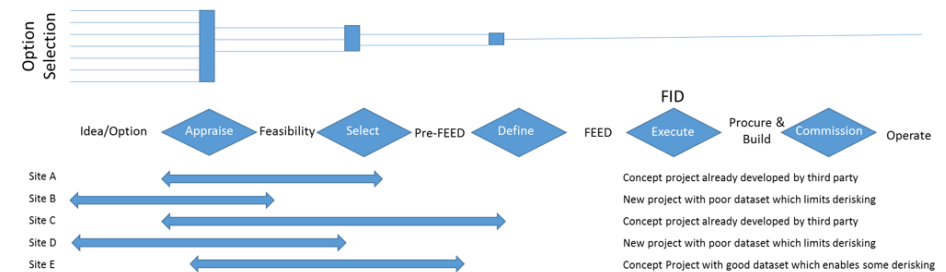 Option
Selection
FID
Idea/Option
Appraise
Feasibility
Select
Pre-FEED
Define
FEED
Execute
Procure &
Build
Commission
Operate
Site A
Concept project already developed by third party
Site B
New project with poor dataset which limits derisking
Site C
Concept project already developed by third party
Site D
New project with poor dataset which limits derisking
Site E
Concept Project with good dataset which enables some derisking